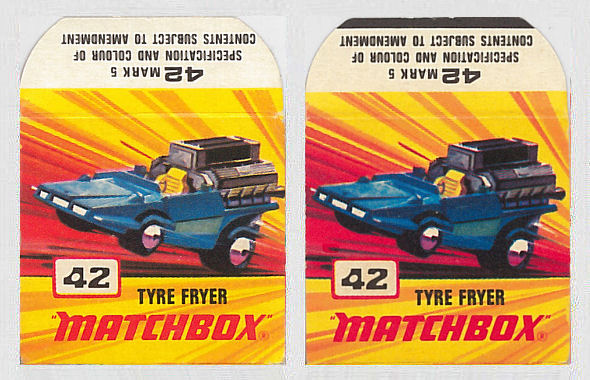 CONTENTS SUBJECT TO AMENDMENT
SPECIFICATION AND COLOUR OF
42 MARK 5
42
TYRE FRYER
"MATCHBOX"®
CONTENTS SUBJECT TO AMENDMENT
SPECIFICATION AND COLOUR OF
42 MARK 5
42
TYRE FRYER
"MATCHBOX"®